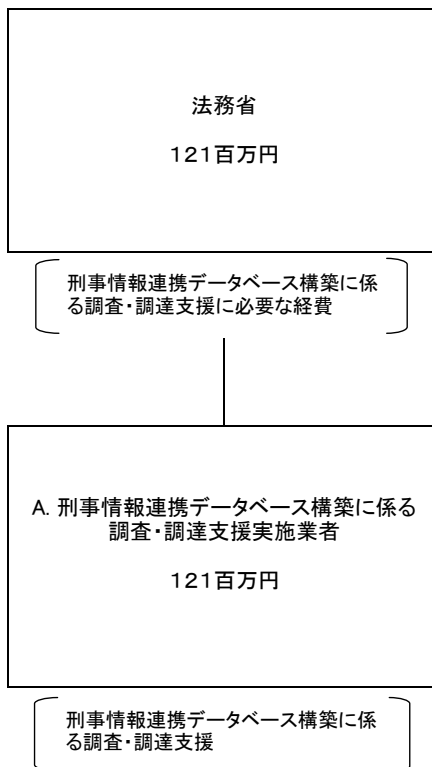 法務省
１２１百万円
刑事情報連携データベース構築に係
る調査・調達支援に必要な経費
A. 刑事情報連携データベース構築に係る
調査・調達支援実施業者
１２１百万円
刑事情報連携データベース構築に係
る調査・調達支援